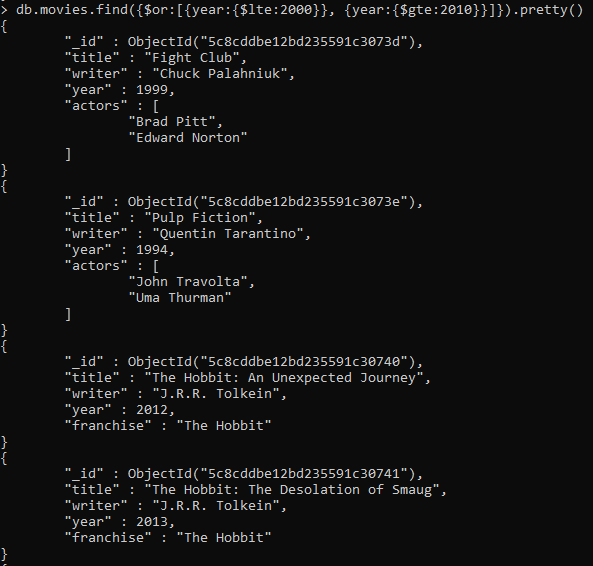 > db.movies.find({$or:[{year:{$lte:2000}}, {year:{$gte:2010}}]}).pretty()
{
        "_id" : ObjectId("5c8cddbe12bd235591c3073d"),
        "title" : "Fight Club",
        "writer" : "Chuck Palahniuk",
        "year" : 1999,
        "actors" : [
                "Brad Pitt",
                "Edward Norton"
        ]
}
{
        "_id" : ObjectId("5c8cddbe12bd235591c3073e"),
        "title" : "Pulp Fiction",
        "writer" : "Quentin Tarantino",
        "year" : 1994,
        "actors" : [
                "John Travolta",
                "Uma Thurman"
        ]
}
{
        "_id" : ObjectId("5c8cddbe12bd235591c30740"),
        "title" : "The Hobbit: An Unexpected Journey",
        "writer" : "J.R.R. Tolkein",
        "year" : 2012,
        "franchise" : "The Hobbit"
}
{
        "_id" : ObjectId("5c8cddbe12bd235591c30741"),
        "title" : "The Hobbit: The Desolation of Smaug",
        "writer" : "J.R.R. Tolkein",
        "year" : 2013,
        "franchise" : "The Hobbit"
}